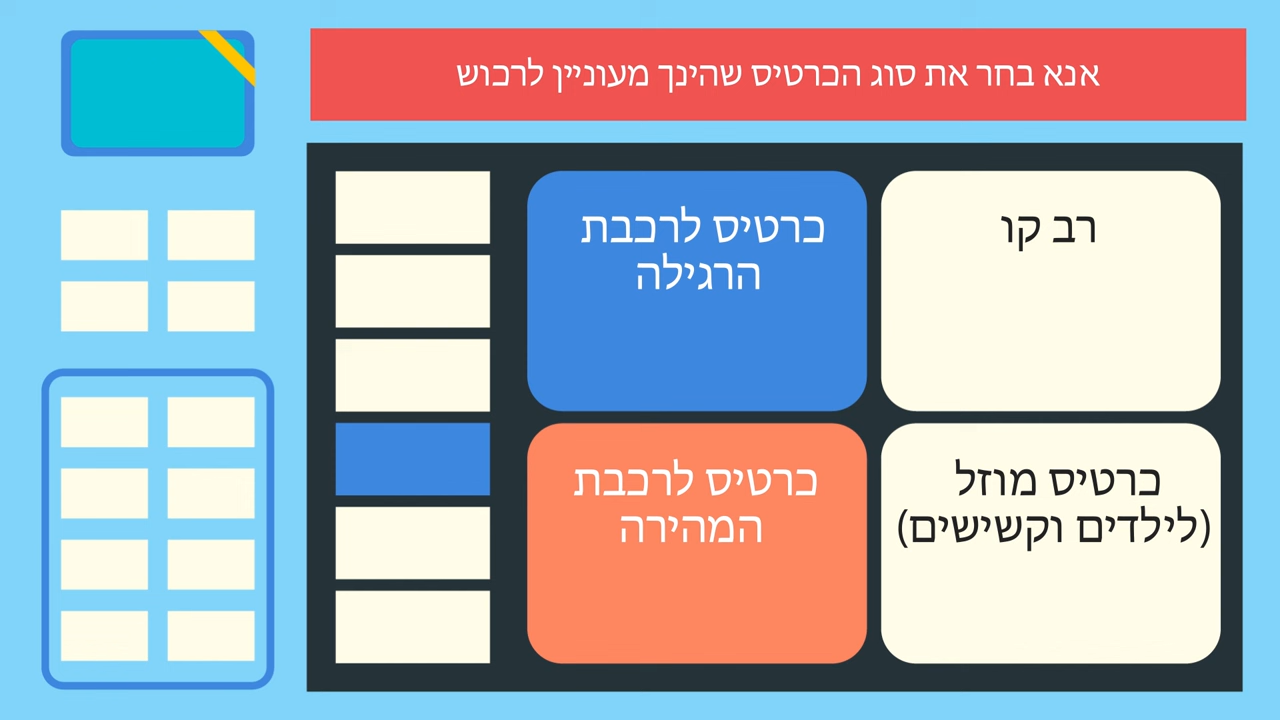 אנא בחר את סוג הכרטיס שהינך מעוניין לרכוש
רב קו
כרטיס לרכבת
הרגילה
כרטיס מוזל
(לילדים וקשישים)
כרטיס לרכבת
המהירה